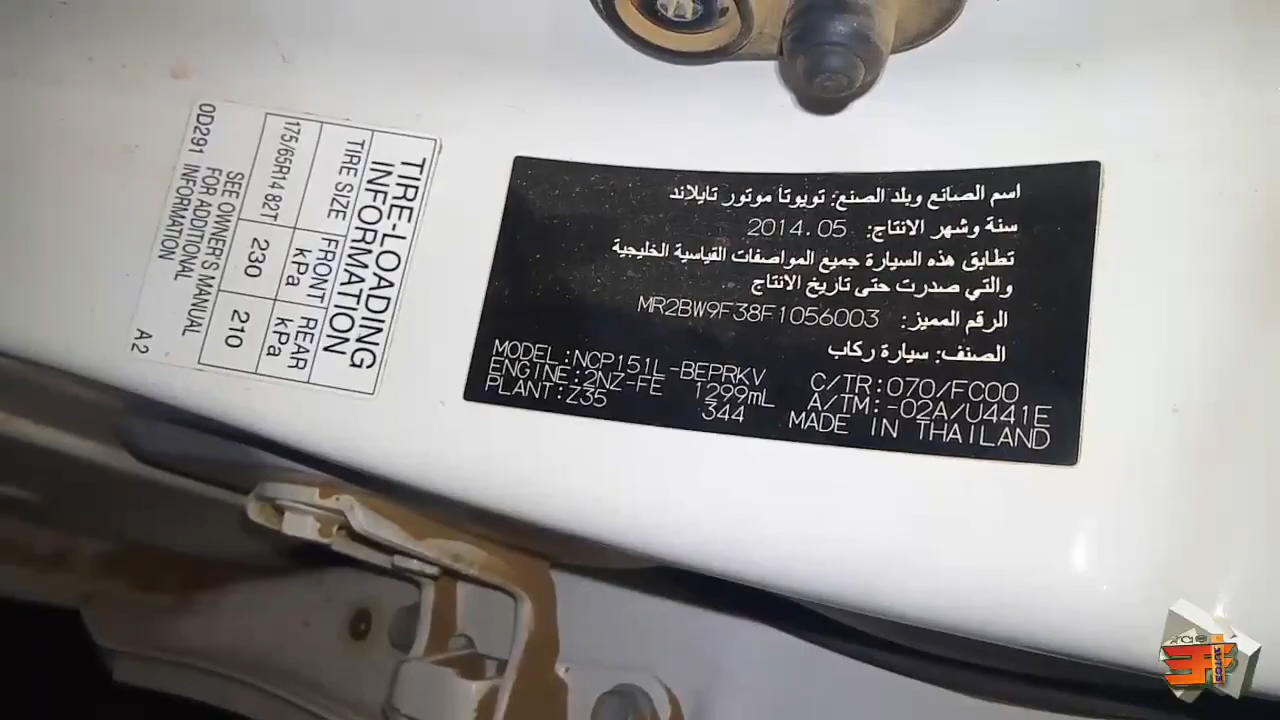 اسم الصانع وبلد الصنع: تويوتا موتور تايلاند
سنة وشهر الانتاج: 2014.05
تطابق هذه السيارة جميع المواصفات القياسية الخليجية
والتي صدرت حتى تاريخ الانتاج
الرقم المميز: MR2BW9F38F1056003
الصنف: سيارة ركاب
MODEL:NCP151L-BEPRKV C/TR:070/FC00
ENGINE:2NZ-FE 1299mL A/TM:-02A/U441E
PLANT:Z35 344 MADE IN THAILAND
TIRE-LOADING
INFORMATION
TIRE SIZE FRONT kPa REAR kPa
175/65R14 82T 230 210
SEE OWNER'S MANUAL
FOR ADDITIONAL
INFORMATION
0D291 A2